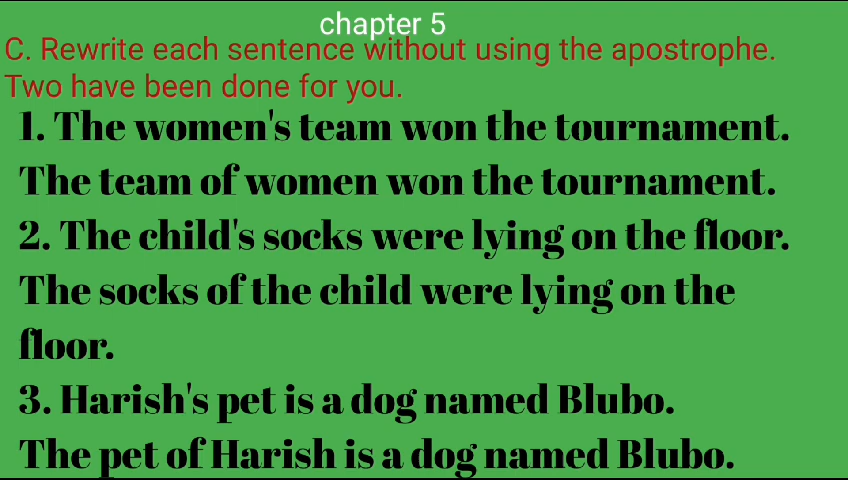 chapter 5
C. Rewrite each sentence without using the apostrophe.
Two have been done for you.
1. The women's team won the tournament.
The team of women won the tournament.
2. The child's socks were lying on the floor.
The socks of the child were lying on the
floor.
3. Harish's pet is a dog named Blubo.
The pet of Harish is a dog named Blubo.